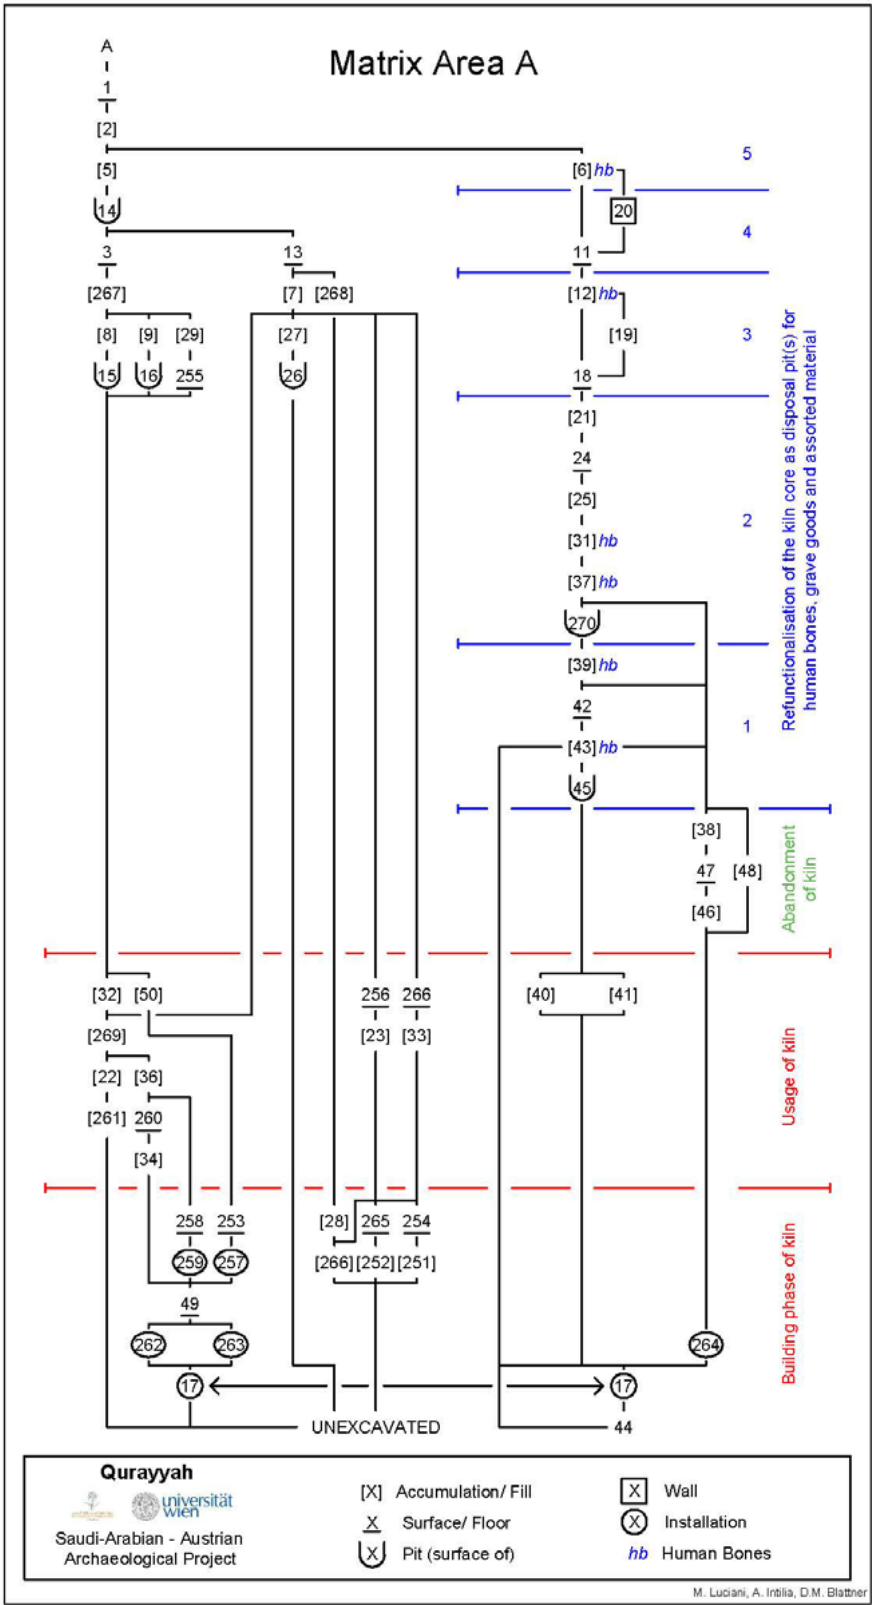 Matrix Area A
A
1
[2]
5
[5] [6] hb
14 20
4
3 13 11
[267] [7] [268] [12] hb
[8] [9] [29] [27] [19] 3
15 16 255 26 18
[21]
24
[25]
2
[31] hb
[37] hb
270
[39] hb
42
1
[43] hb
45
Refunctionalisation of the kiln core as disposal pit(s) for
human bones, grave goods and assorted material
[38]
47 [48]
[46]
Abandonment
of kiln
[32] [50] 256 266 [40] [41]
[269] [23] [33]
[22] [36]
[261] 260
[34]
Usage of kiln
258 253 [28] 265 254
259 257 [266] [252] [251]
49
262 263 264
17 17
UNEXCAVATED 44
Building phase of kiln
Qurayyah
universität
wien
Saudi-Arabian - Austrian
Archaeological Project
[X] Accumulation/ Fill
X Surface/ Floor
X Pit (surface of)
X Wall
X Installation
hb Human Bones
M. Luciani, A. Intilia, D.M. Blattner